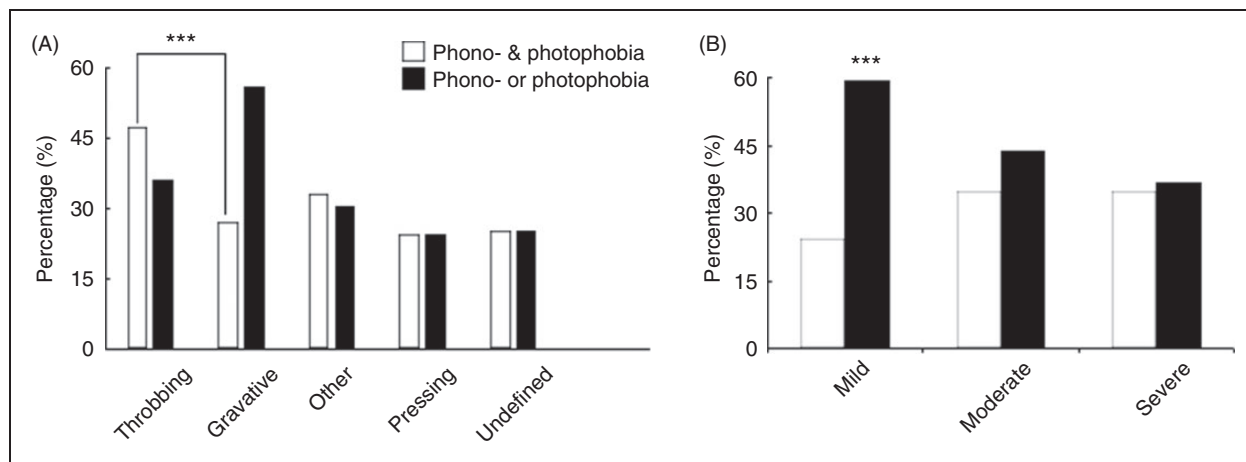 (A)
***
Phono- & photophobia
Phono- or photophobia
Percentage (%)
60
45
30
15
0
Throbbing
Gravative
Other
Pressing
Undefined
(B)
***
Percentage (%)
60
45
30
15
0
Mild
Moderate
Severe